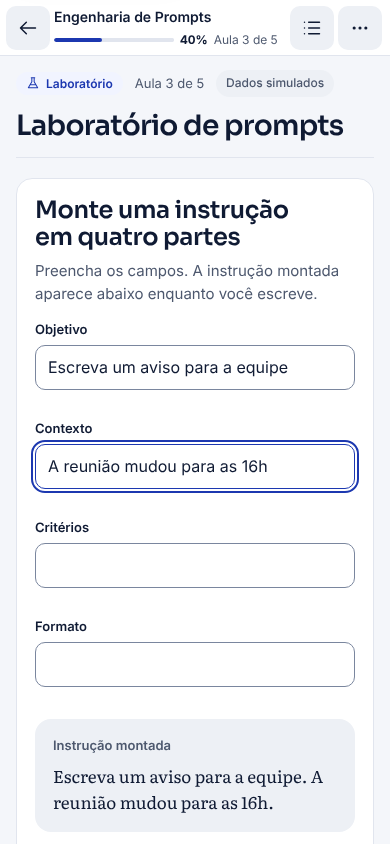 Engenharia de Prompts
40% Aula 3 de 5
Laboratório Aula 3 de 5 Dados simulados
Laboratório de prompts
Monte uma instrução
em quatro partes
Preencha os campos. A instrução montada
aparece abaixo enquanto você escreve.
Objetivo
Escreva um aviso para a equipe
Contexto
A reunião mudou para as 16h
Critérios
Formato
Instrução montada
Escreva um aviso para a equipe. A
reunião mudou para as 16h.